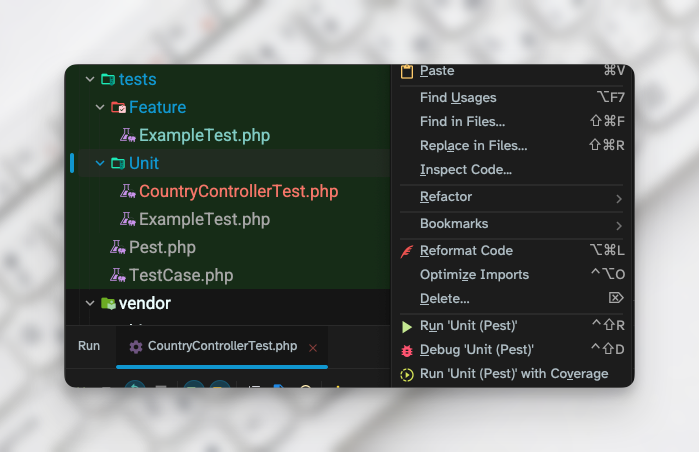 tests
Feature
ExampleTest.php
Unit
CountryControllerTest.php
ExampleTest.php
Pest.php
TestCase.php
vendor
Run
CountryControllerTest.php
Paste ⌘V
Find Usages ⌥F7
Find in Files... ⇧⌘F
Replace in Files... ⇧⌘R
Inspect Code...
Refactor
Bookmarks
Reformat Code ⌥⌘L
Optimize Imports ^⌥O
Delete... ⌦
Run 'Unit (Pest)' ^⇧R
Debug 'Unit (Pest)' ^⇧D
Run 'Unit (Pest)' with Coverage